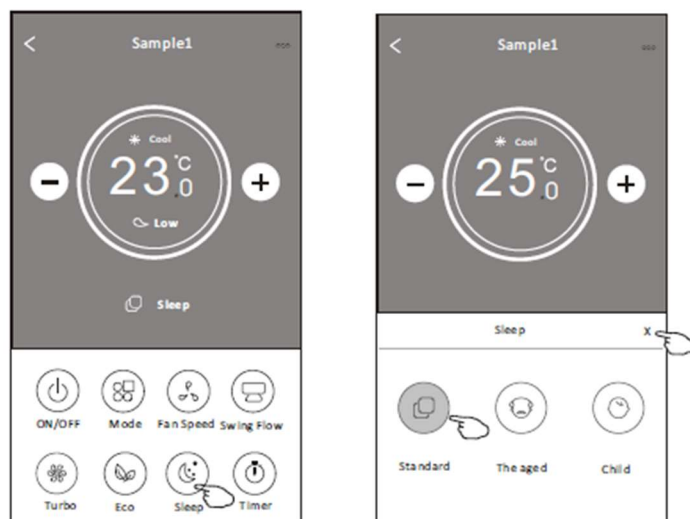 Sample1
Cool
23.0 °C
Low
Sleep
ON/OFF Mode Fan Speed Swing Flow
Turbo Eco Sleep Timer
Sample1
Cool
25.0 °C
Sleep X
Standard The aged Child